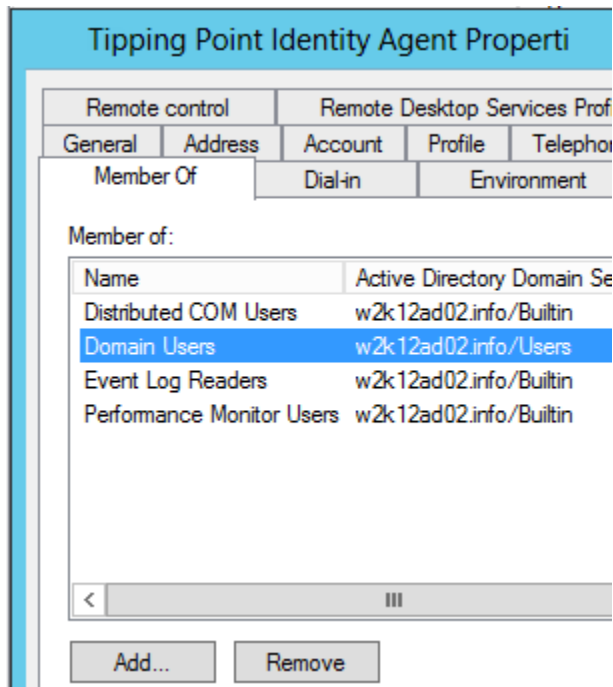 Tipping Point Identity Agent Properti
Remote control Remote Desktop Services Prof
General Address Account Profile Telephon
Member Of Dial-in Environment
Member of:
Name Active Directory Domain Se
Distributed COM Users w2k12ad02.info/Builtin
Domain Users w2k12ad02.info/Users
Event Log Readers w2k12ad02.info/Builtin
Performance Monitor Users w2k12ad02.info/Builtin
Add... Remove